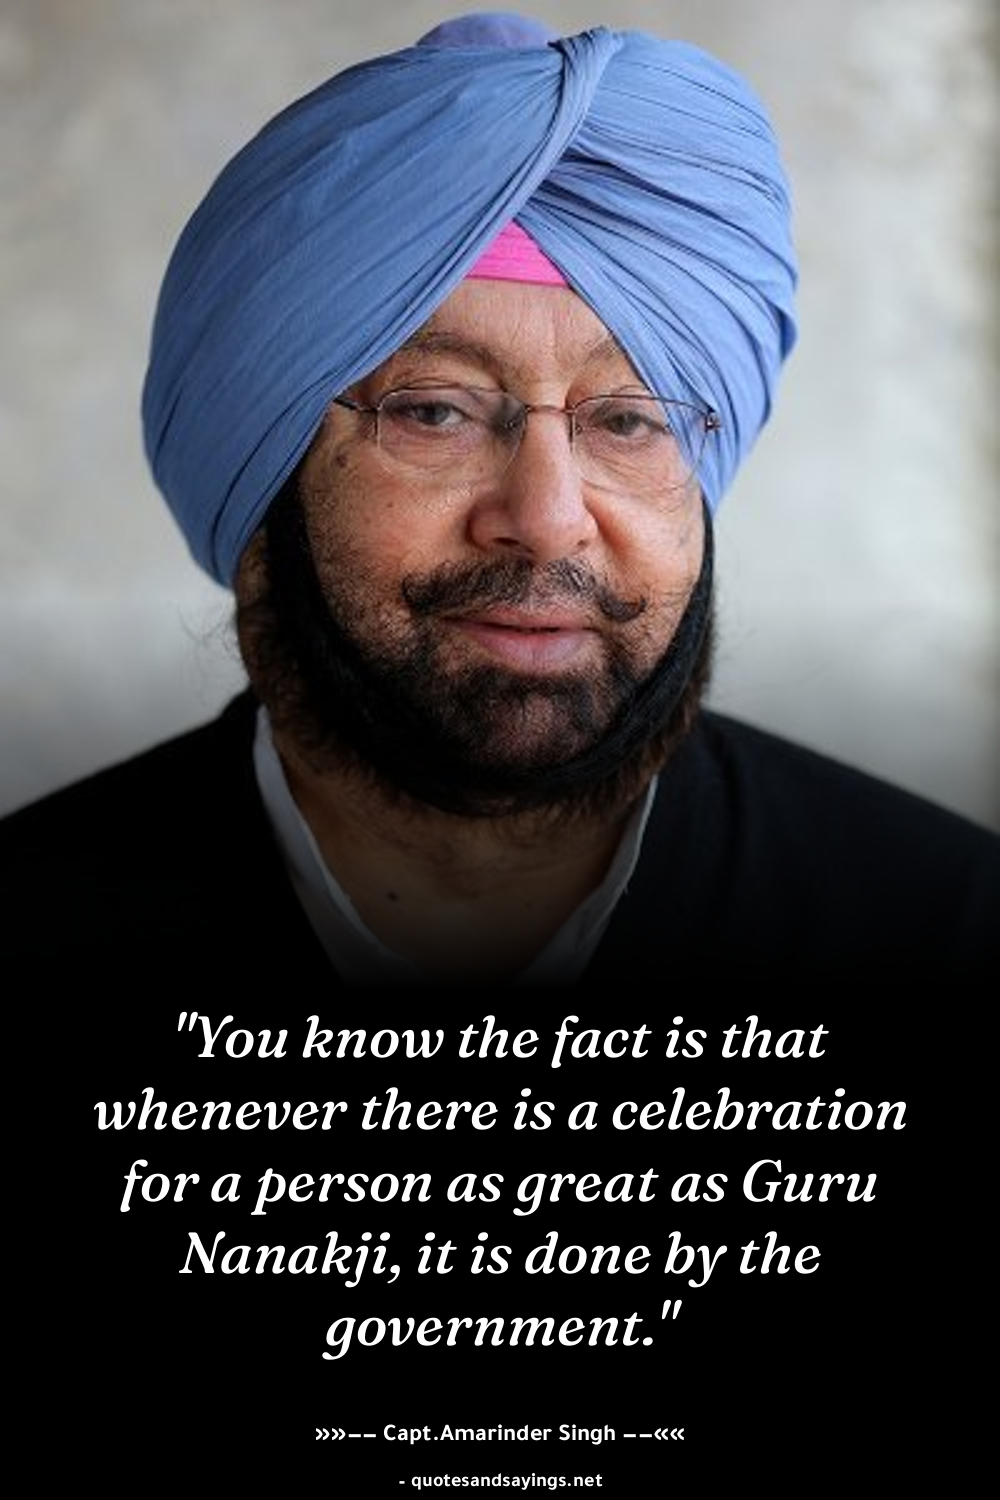 "You know the fact is that
whenever there is a celebration
for a person as great as Guru
Nanakji, it is done by the
government."
»»–– Capt.Amarinder Singh ––««
- quotesandsayings.net